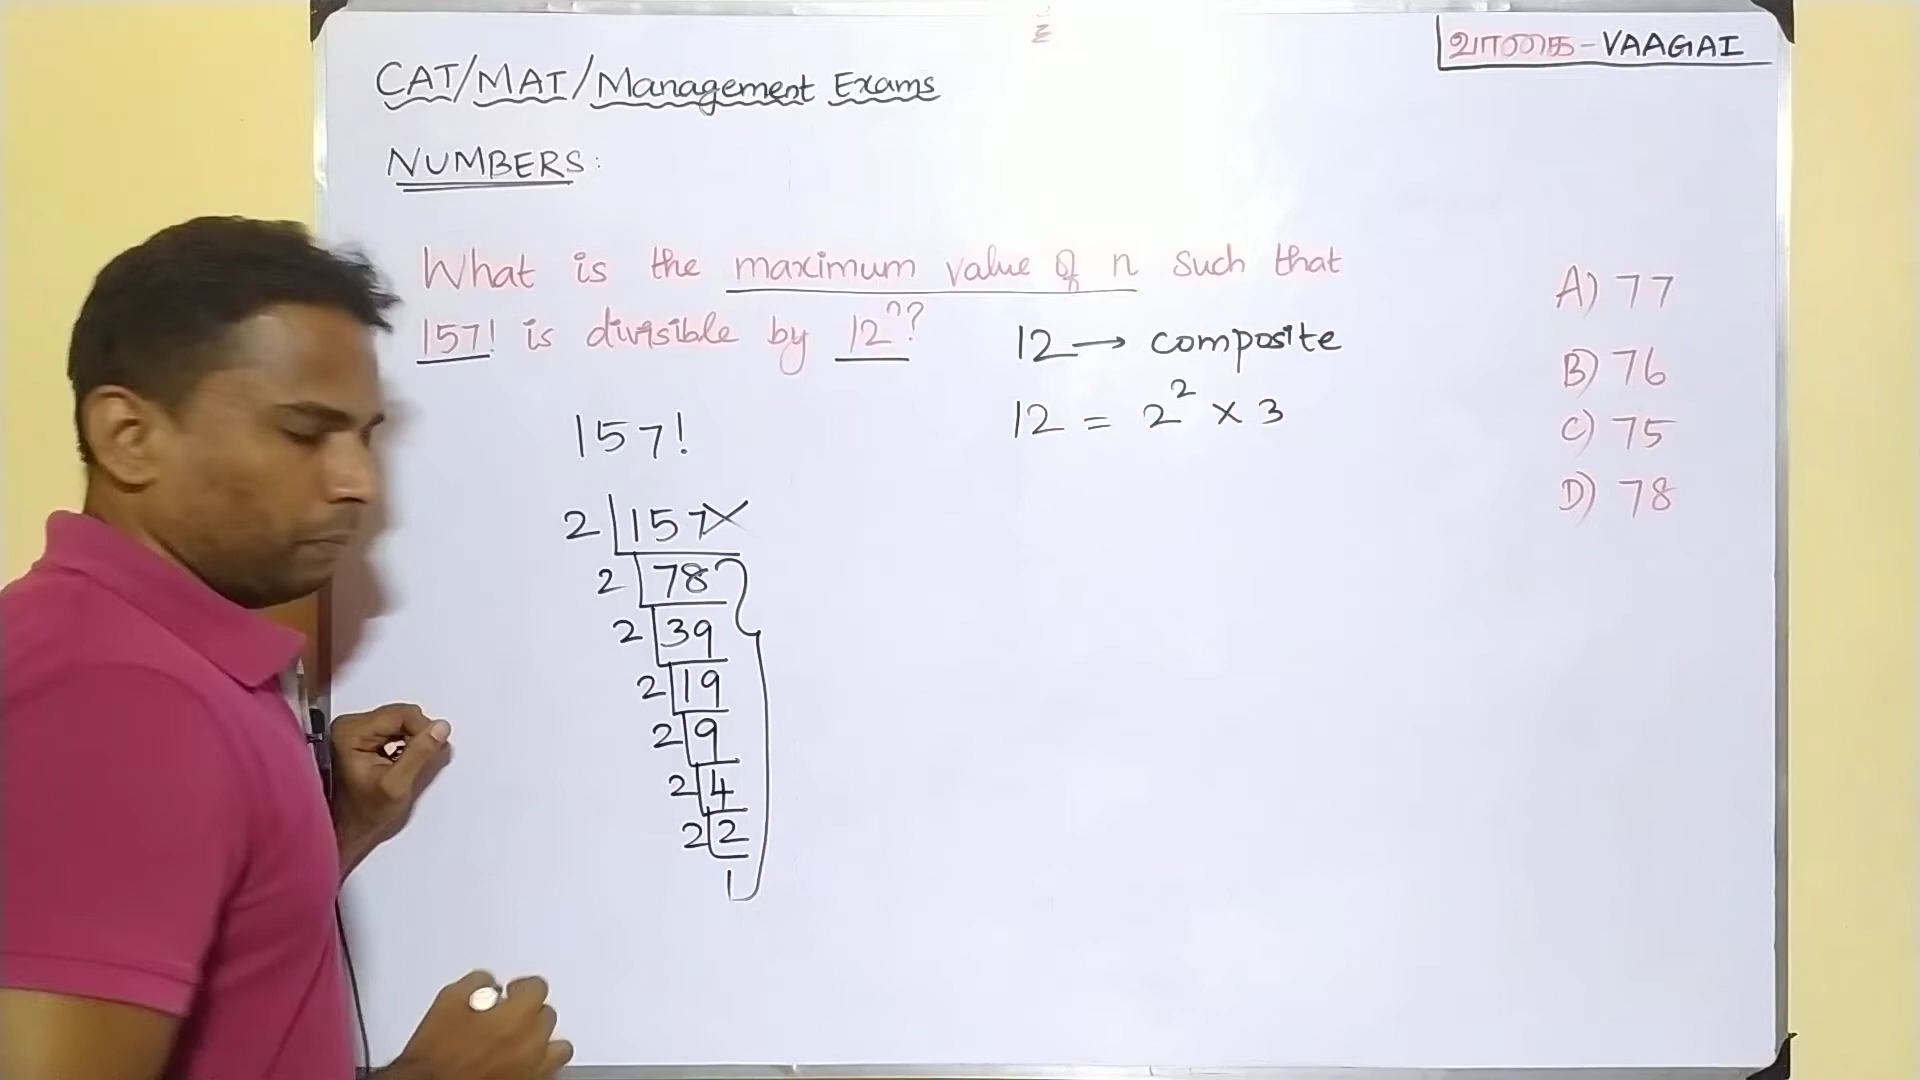 வாகை - VAAGAI
CAT/MAT/Management Exams
NUMBERS:
What is the maximum value of n such that
157! is divisible by 12ⁿ?
A) 77
B) 76
C) 75
D) 78
12 → composite
12 = 2² × 3
157!
2 157 ×
2 78
2 39
2 19
2 9
2 4
2 2
1